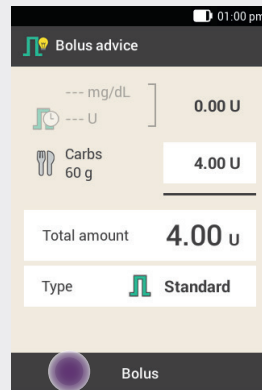 01:00 pm
Bolus advice
--- mg/dL
--- U
0.00 U
Carbs
60 g
4.00 U
Total amount 4.00 U
Type Standard
Bolus